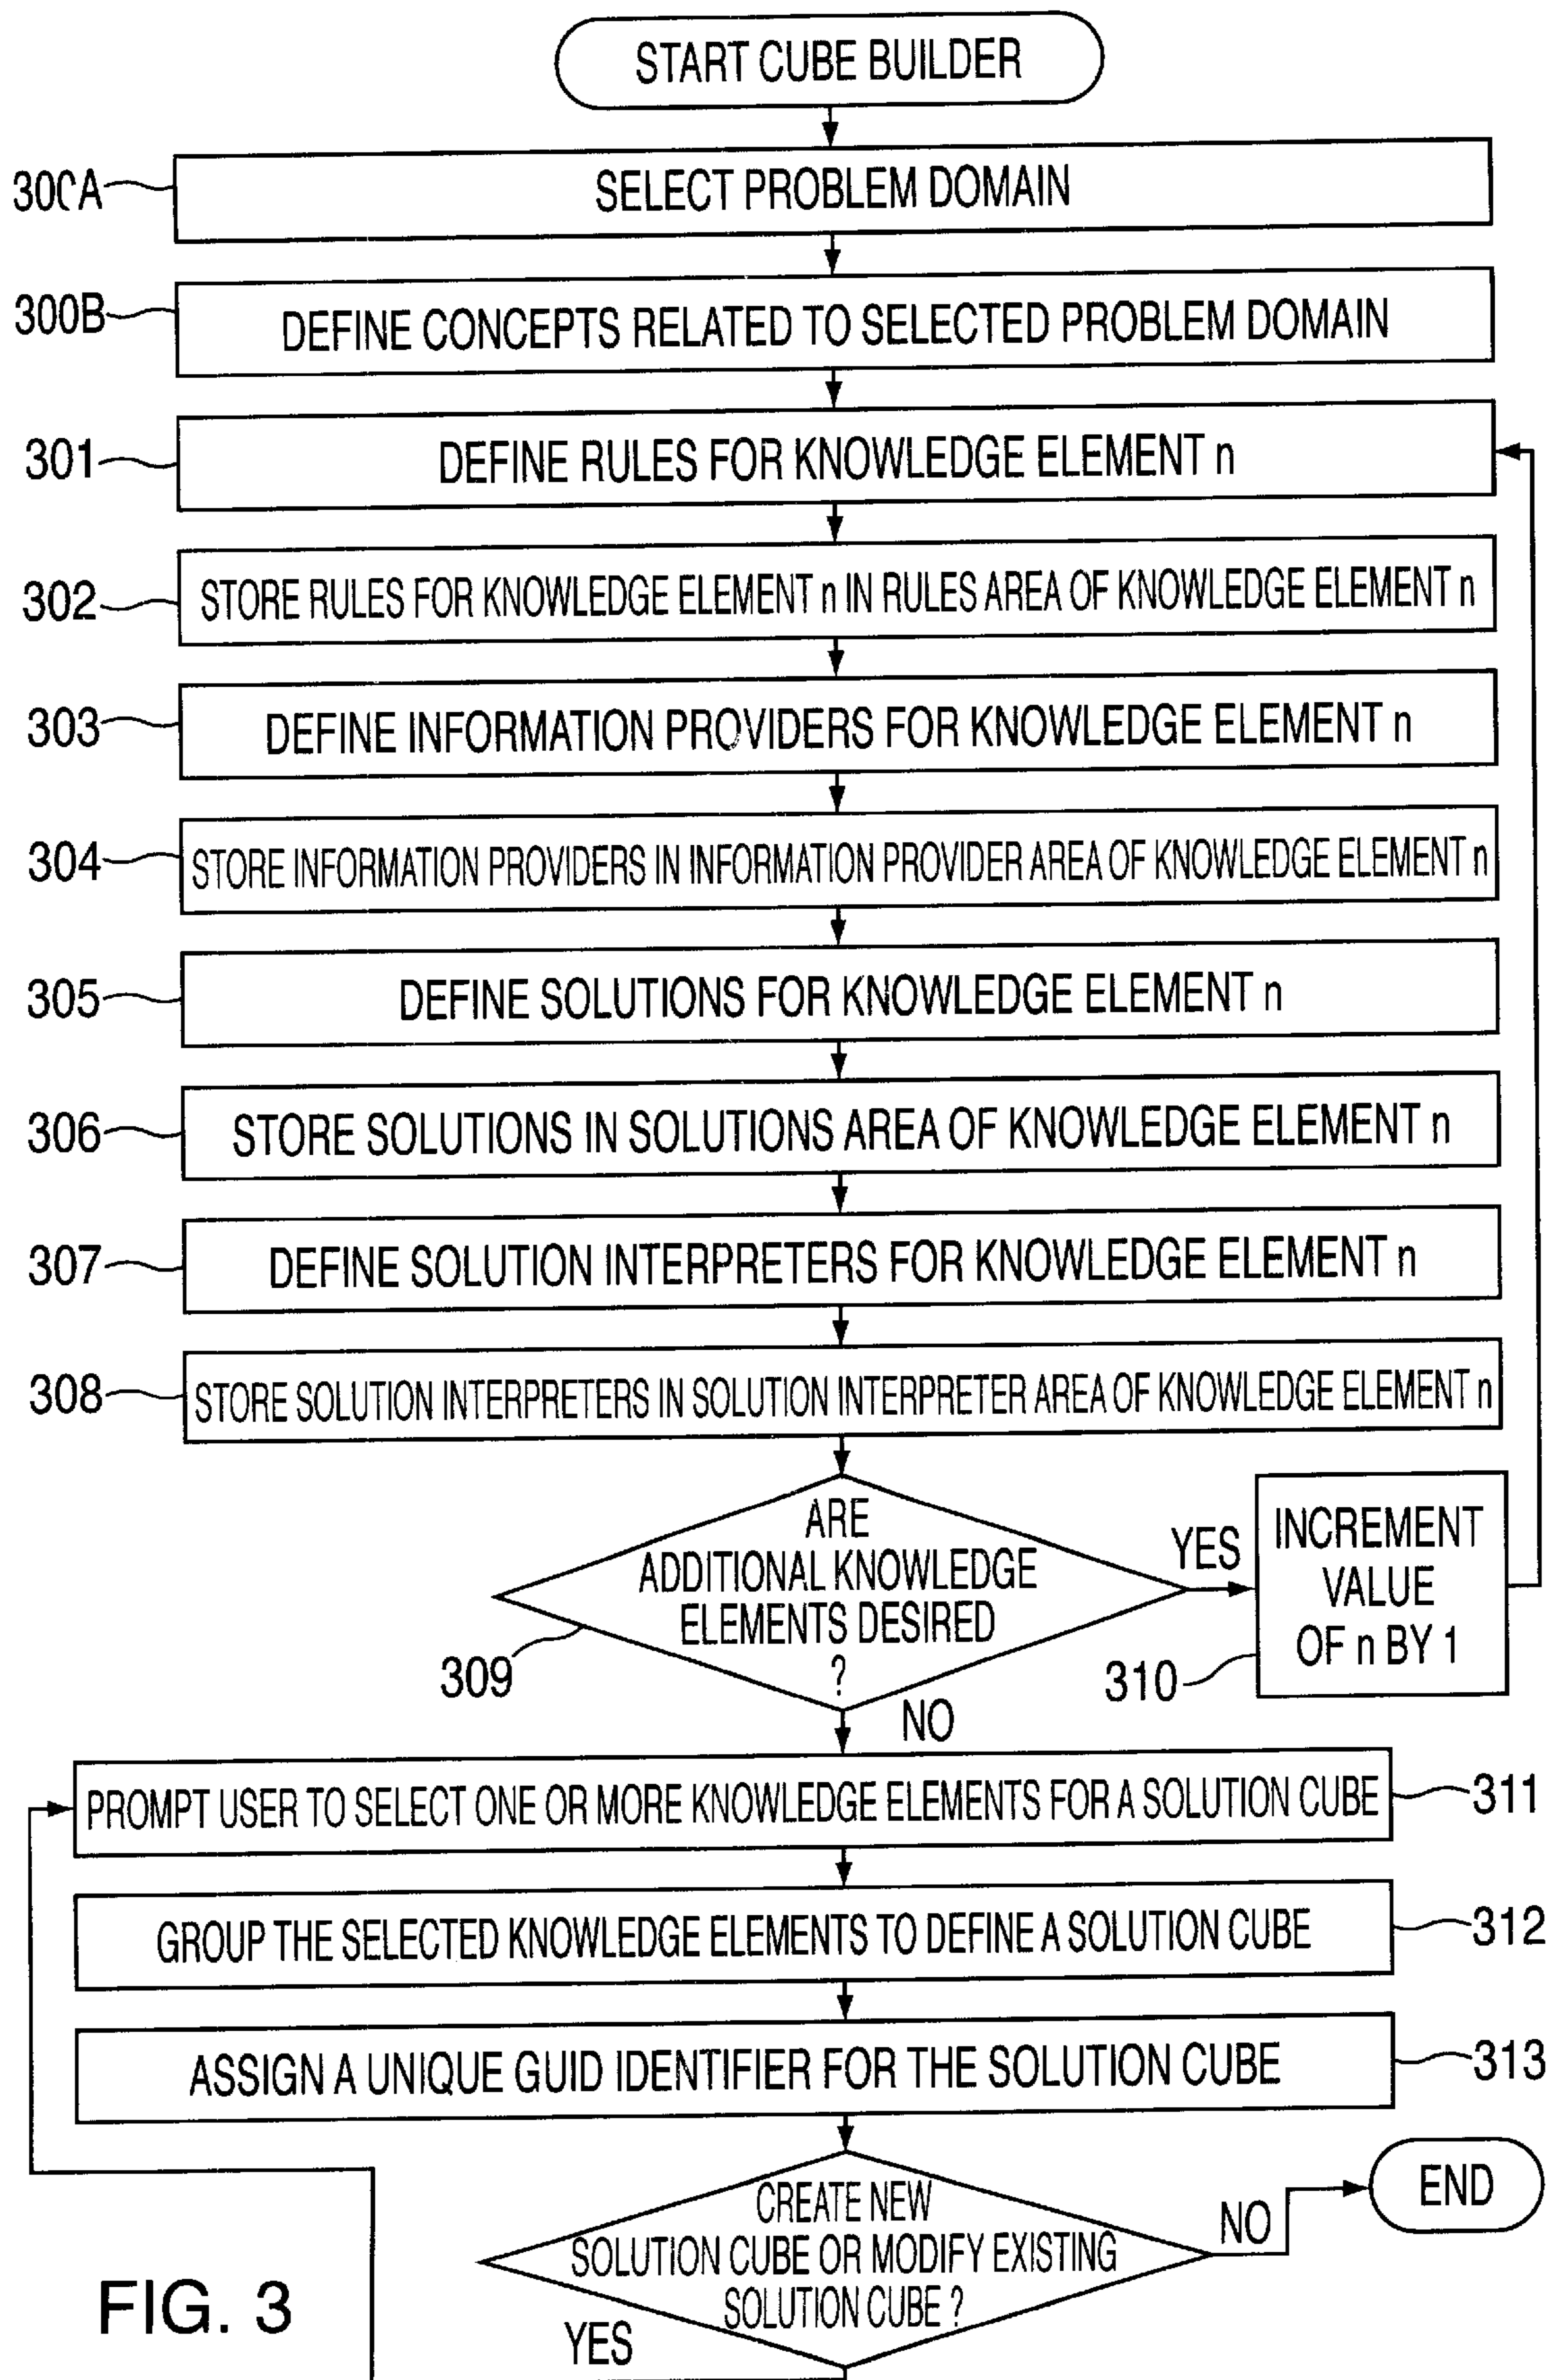 START CUBE BUILDER
300A
SELECT PROBLEM DOMAIN
300B
DEFINE CONCEPTS RELATED TO SELECTED PROBLEM DOMAIN
301
DEFINE RULES FOR KNOWLEDGE ELEMENT n
302
STORE RULES FOR KNOWLEDGE ELEMENT n IN RULES AREA OF KNOWLEDGE ELEMENT n
303
DEFINE INFORMATION PROVIDERS FOR KNOWLEDGE ELEMENT n
304
STORE INFORMATION PROVIDERS IN INFORMATION PROVIDER AREA OF KNOWLEDGE ELEMENT n
305
DEFINE SOLUTIONS FOR KNOWLEDGE ELEMENT n
306
STORE SOLUTIONS IN SOLUTIONS AREA OF KNOWLEDGE ELEMENT n
307
DEFINE SOLUTION INTERPRETERS FOR KNOWLEDGE ELEMENT n
308
STORE SOLUTION INTERPRETERS IN SOLUTION INTERPRETER AREA OF KNOWLEDGE ELEMENT n
ARE
ADDITIONAL KNOWLEDGE
ELEMENTS DESIRED
?
309
YES
INCREMENT
VALUE
OF n BY 1
310
NO
PROMPT USER TO SELECT ONE OR MORE KNOWLEDGE ELEMENTS FOR A SOLUTION CUBE
311
GROUP THE SELECTED KNOWLEDGE ELEMENTS TO DEFINE A SOLUTION CUBE
312
ASSIGN A UNIQUE GUID IDENTIFIER FOR THE SOLUTION CUBE
313
CREATE NEW
SOLUTION CUBE OR MODIFY EXISTING
SOLUTION CUBE ?
NO
END
YES
FIG. 3